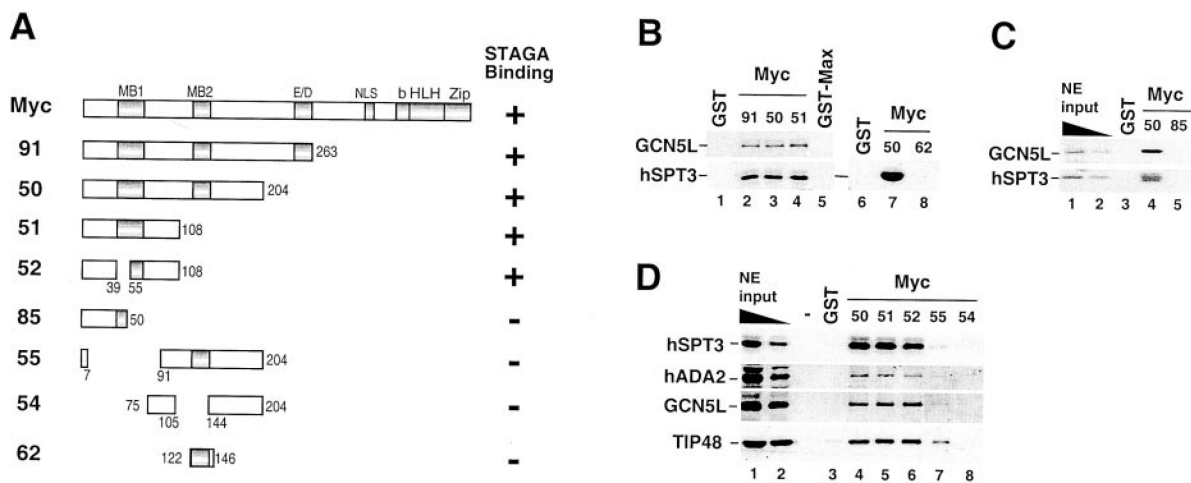 A
STAGA
Binding
MB1 MB2 E/D NLS b HLH Zip
Myc +
91 263 +
50 204 +
51 108 +
52 108 +
39 55
85 50 -
55 204 -
7 91
54 75 204 -
105 144
62 122 146 -
B
GST Myc GST-Max
91 50 51
GST Myc
50 62
GCN5L
hSPT3
1 2 3 4 5 6 7 8
C
NE
input GST Myc
50 85
GCN5L
hSPT3
1 2 3 4 5
D
NE
input - GST Myc
50 51 52 55 54
hSPT3
hADA2
GCN5L
TIP48
1 2 3 4 5 6 7 8